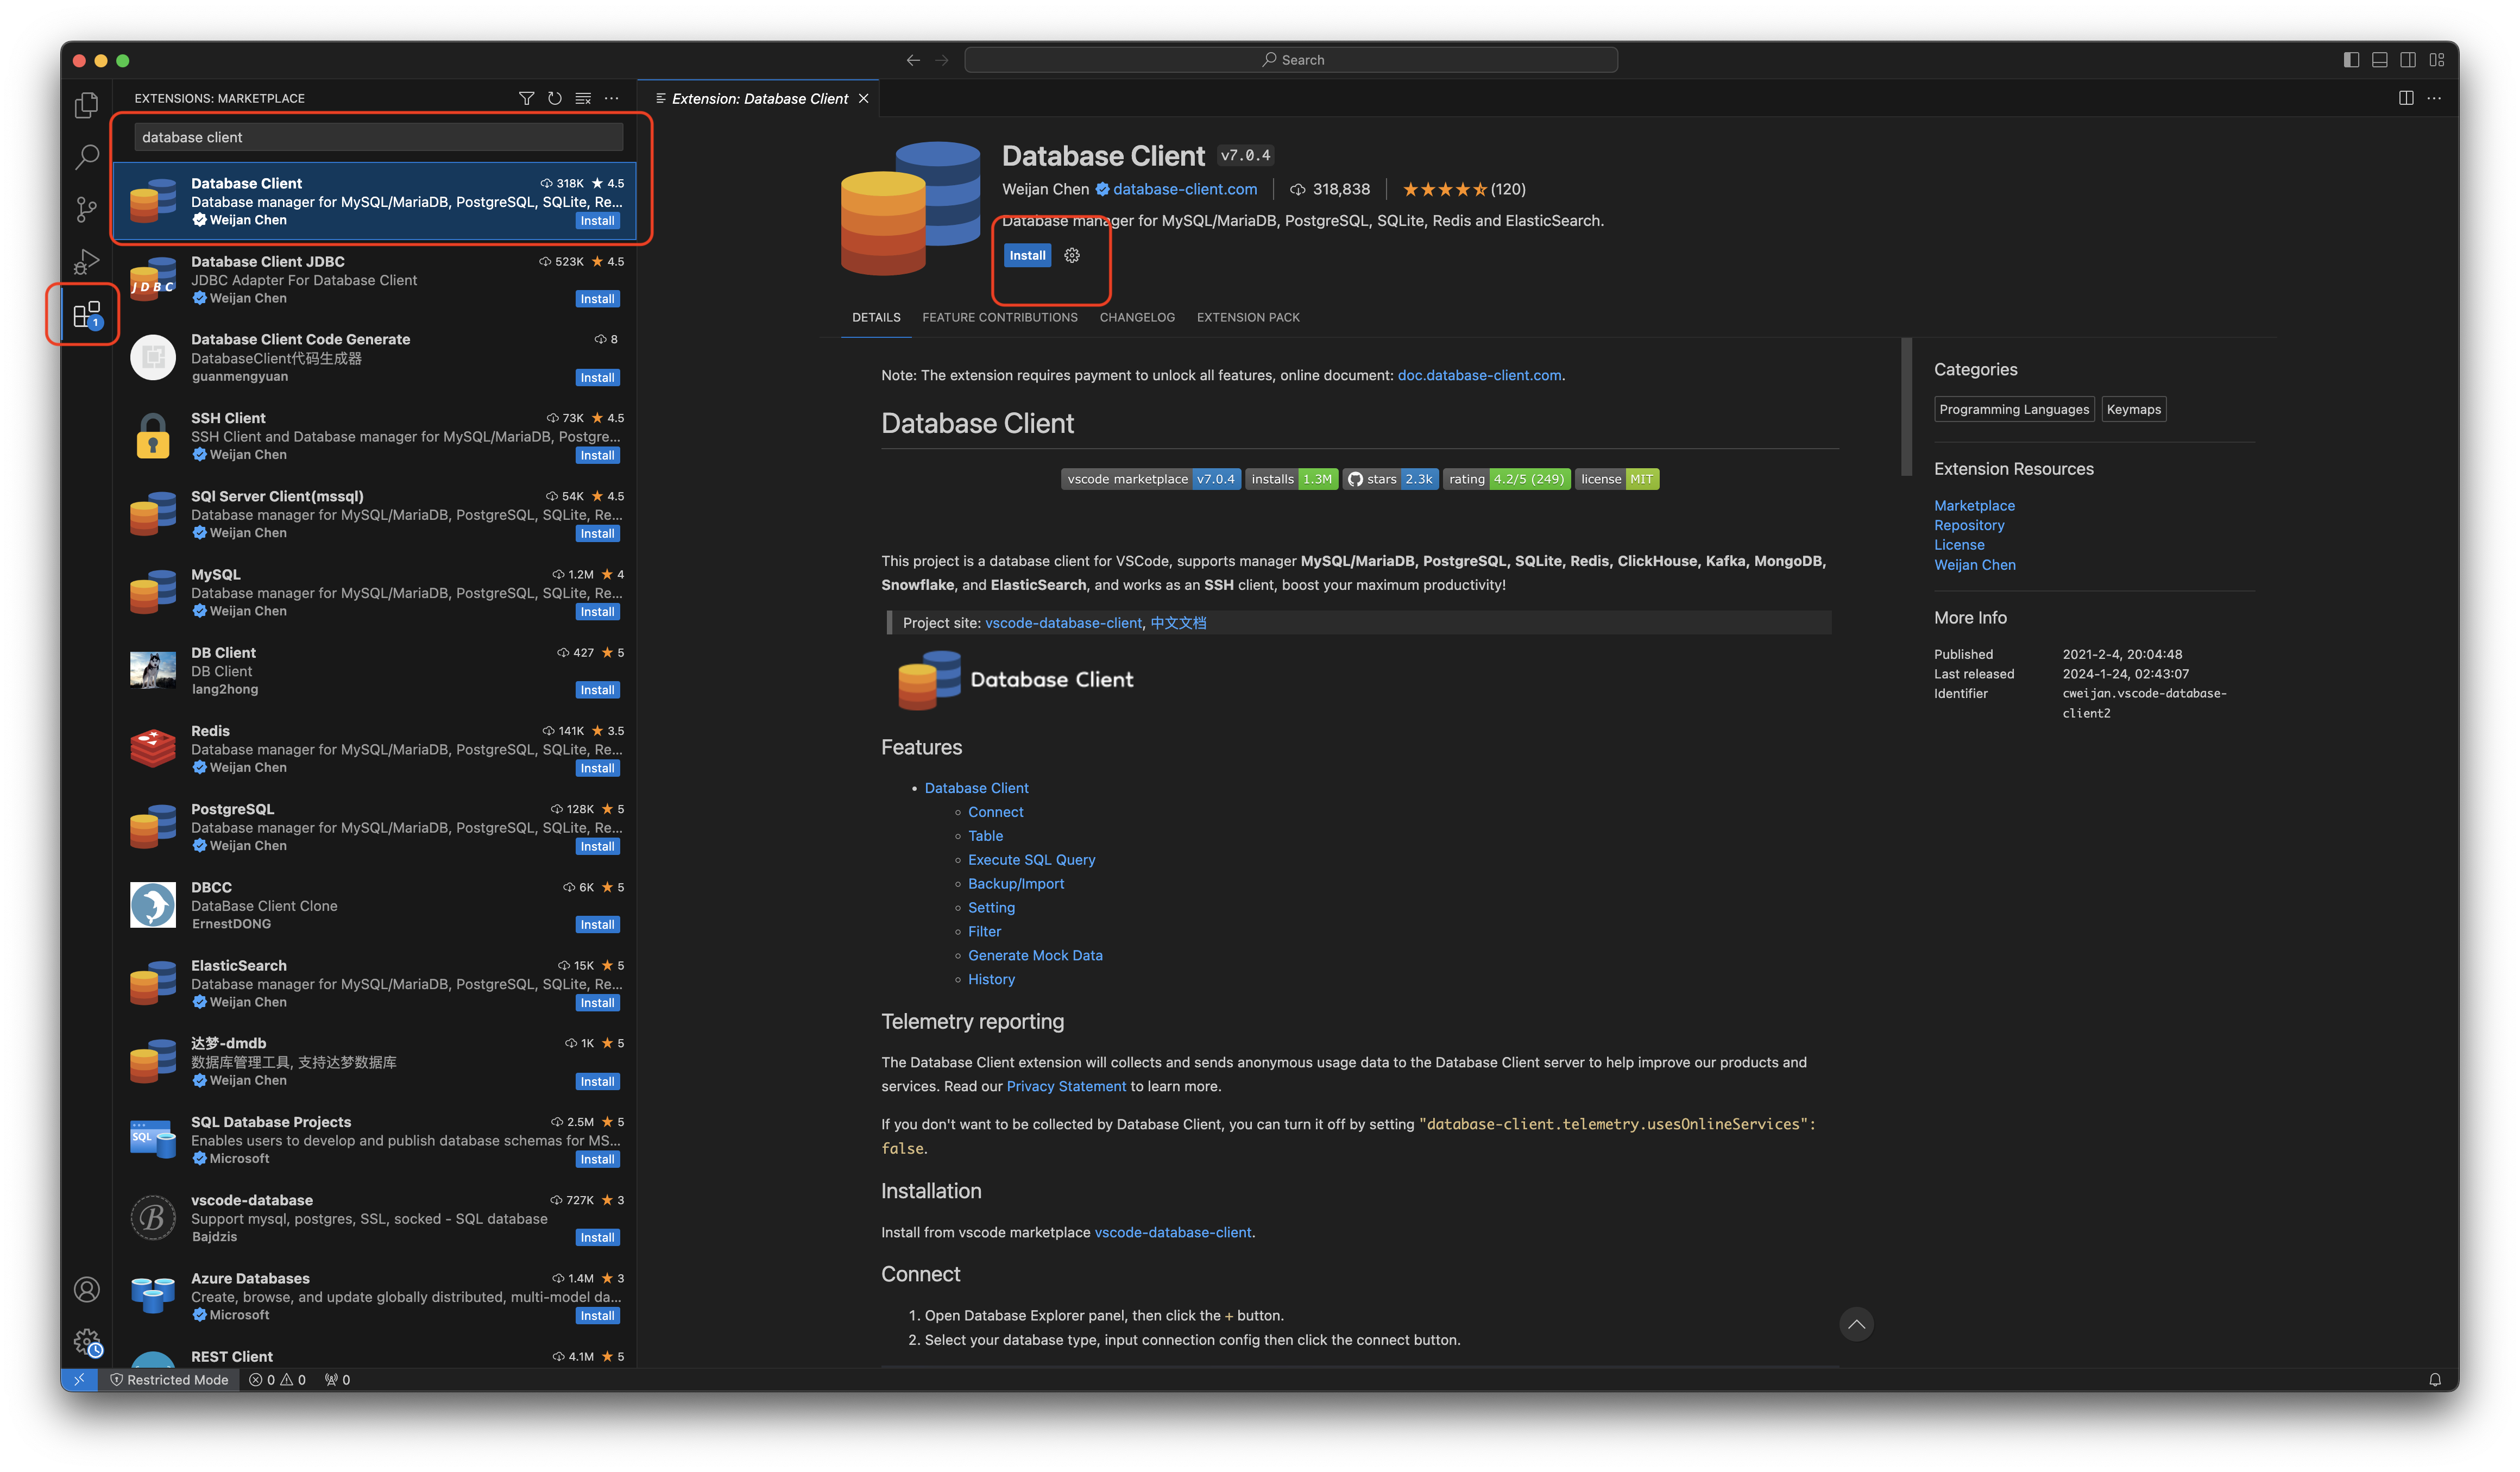 Search
EXTENSIONS: MARKETPLACE
database client
Database Client 318K ★ 4.5
Database manager for MySQL/MariaDB, PostgreSQL, SQLite, Re...
Weijan Chen Install
Database Client JDBC 523K ★ 4.5
JDBC
JDBC Adapter For Database Client
Weijan Chen Install
Database Client Code Generate 8
DatabaseClient代码生成器
guanmengyuan Install
SSH Client 73K ★ 4.5
SSH Client and Database manager for MySQL/MariaDB, Postgre...
Weijan Chen Install
SQl Server Client(mssql) 54K ★ 4.5
Database manager for MySQL/MariaDB, PostgreSQL, SQLite, Re...
Weijan Chen Install
MySQL 1.2M ★ 4
Database manager for MySQL/MariaDB, PostgreSQL, SQLite, Re...
Weijan Chen Install
DB Client 427 ★ 5
DB Client
lang2hong Install
Redis 141K ★ 3.5
Database manager for MySQL/MariaDB, PostgreSQL, SQLite, Re...
Weijan Chen Install
PostgreSQL 128K ★ 5
Database manager for MySQL/MariaDB, PostgreSQL, SQLite, Re...
Weijan Chen Install
DBCC 6K ★ 5
DataBase Client Clone
ErnestDONG Install
ElasticSearch 15K ★ 5
Database manager for MySQL/MariaDB, PostgreSQL, SQLite, Re...
Weijan Chen Install
达梦-dmdb 1K ★ 5
数据库管理工具, 支持达梦数据库
Weijan Chen Install
SQL Database Projects 2.5M ★ 5
SQL
Enables users to develop and publish database schemas for MS...
Microsoft Install
vscode-database 727K ★ 3
B
Support mysql, postgres, SSL, socked - SQL database
Bajdzis Install
Azure Databases 1.4M ★ 3
Create, browse, and update globally distributed, multi-model da...
Microsoft Install
REST Client 4.1M ★ 5
1
Restricted Mode 0 0 0
Extension: Database Client
Database Client v7.0.4
Weijan Chen database-client.com 318,838 (120)
Database manager for MySQL/MariaDB, PostgreSQL, SQLite, Redis and ElasticSearch.
Install
DETAILS FEATURE CONTRIBUTIONS CHANGELOG EXTENSION PACK
Note: The extension requires payment to unlock all features, online document: doc.database-client.com.
Database Client
vscode marketplace v7.0.4 installs 1.3M stars 2.3k rating 4.2/5 (249) license MIT
This project is a database client for VSCode, supports manager MySQL/MariaDB, PostgreSQL, SQLite, Redis, ClickHouse, Kafka, MongoDB,
Snowflake, and ElasticSearch, and works as an SSH client, boost your maximum productivity!
Project site: vscode-database-client, 中文文档
Database Client
Features
• Database Client
◦ Connect
◦ Table
◦ Execute SQL Query
◦ Backup/Import
◦ Setting
◦ Filter
◦ Generate Mock Data
◦ History
Telemetry reporting
The Database Client extension will collects and sends anonymous usage data to the Database Client server to help improve our products and
services. Read our Privacy Statement to learn more.
If you don't want to be collected by Database Client, you can turn it off by setting "database-client.telemetry.usesOnlineServices":
false.
Installation
Install from vscode marketplace vscode-database-client.
Connect
1. Open Database Explorer panel, then click the + button.
2. Select your database type, input connection config then click the connect button.
Categories
Programming Languages Keymaps
Extension Resources
Marketplace
Repository
License
Weijan Chen
More Info
Published 2021-2-4, 20:04:48
Last released 2024-1-24, 02:43:07
Identifier cweijan.vscode-database-
client2